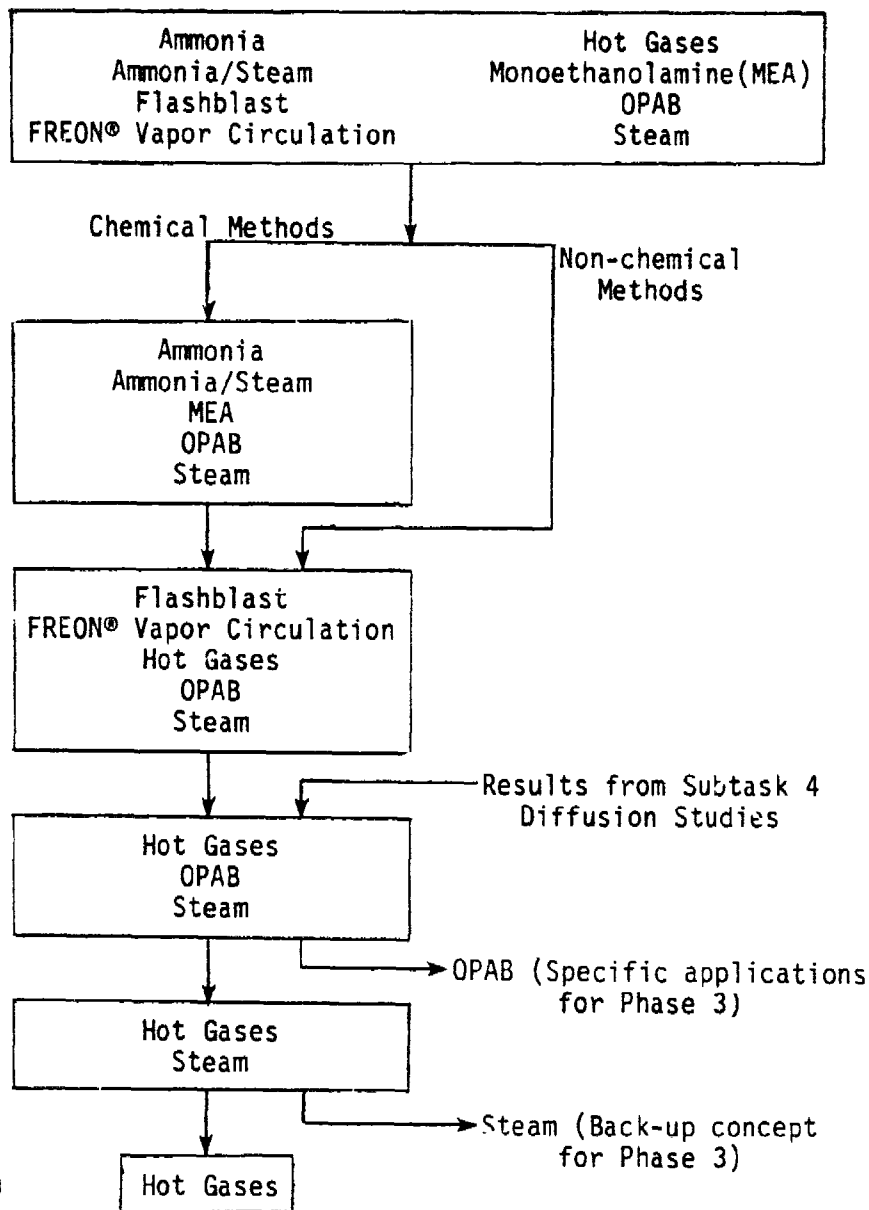 Ammonia
Ammonia/Steam
Flashblast
FREON® Vapor Circulation
Hot Gases
Monoethanolamine(MEA)
OPAB
Steam
Chemical Methods
Non-chemical
Methods
Ammonia
Ammonia/Steam
MEA
OPAB
Steam
Flashblast
FREON® Vapor Circulation
Hot Gases
OPAB
Steam
Results from Subtask 4
Diffusion Studies
Hot Gases
OPAB
Steam
OPAB (Specific applications
for Phase 3)
Hot Gases
Steam
Steam (Back-up concept
for Phase 3)
Hot Gases